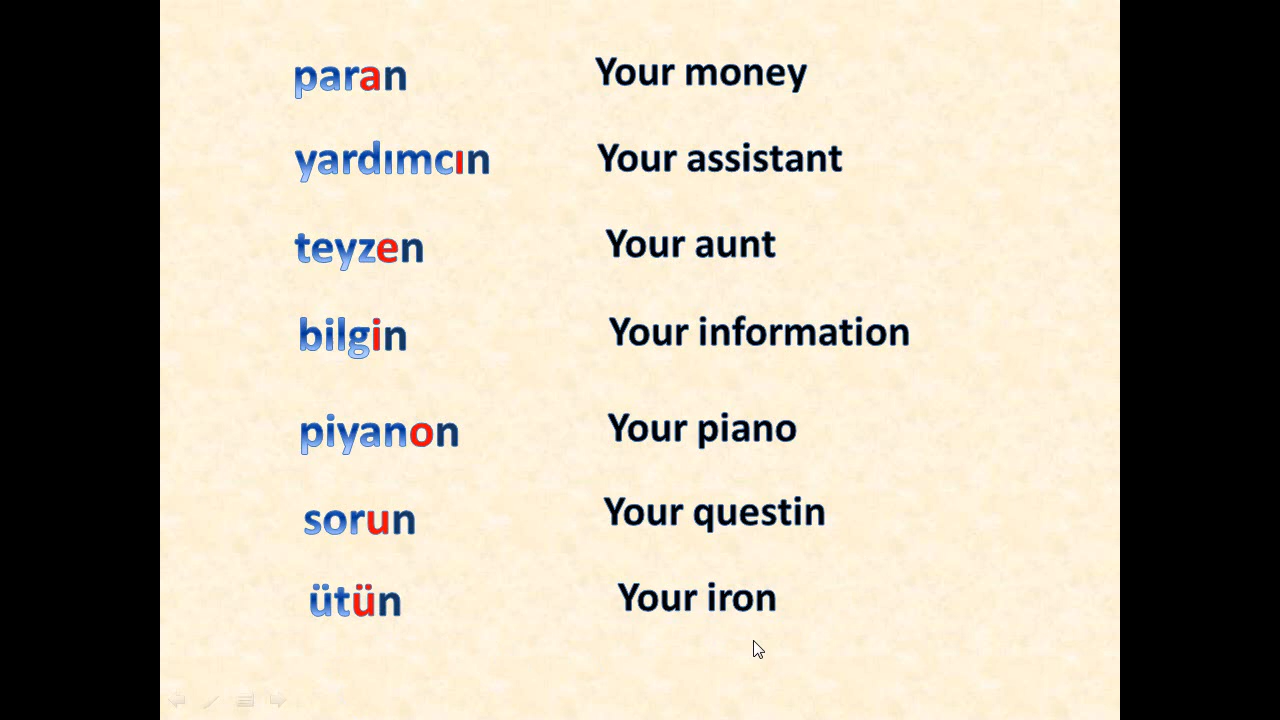 paran Your money
yardımcın Your assistant
teyzen Your aunt
bilgin Your information
piyanon Your piano
sorun Your questin
ütün Your iron